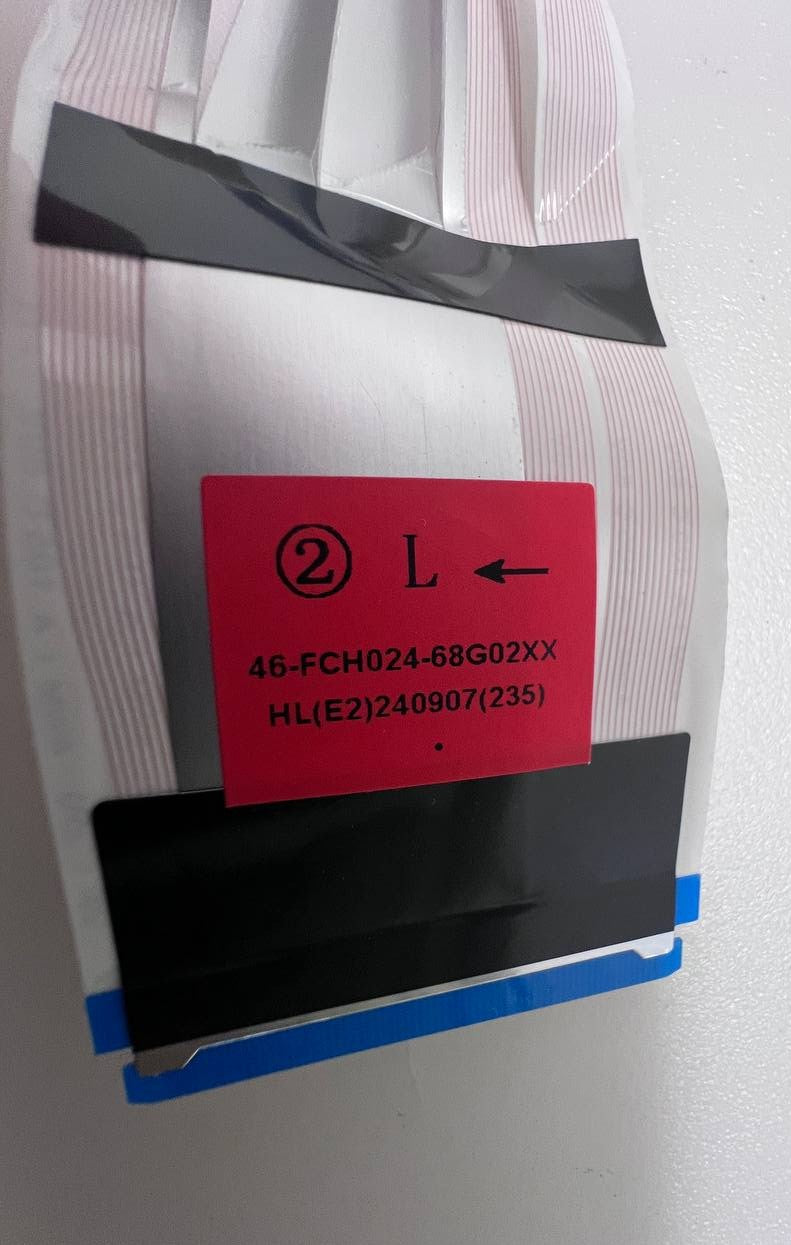 ② L ←
46-FCH024-68G02XX
HL(E2)240907(235)